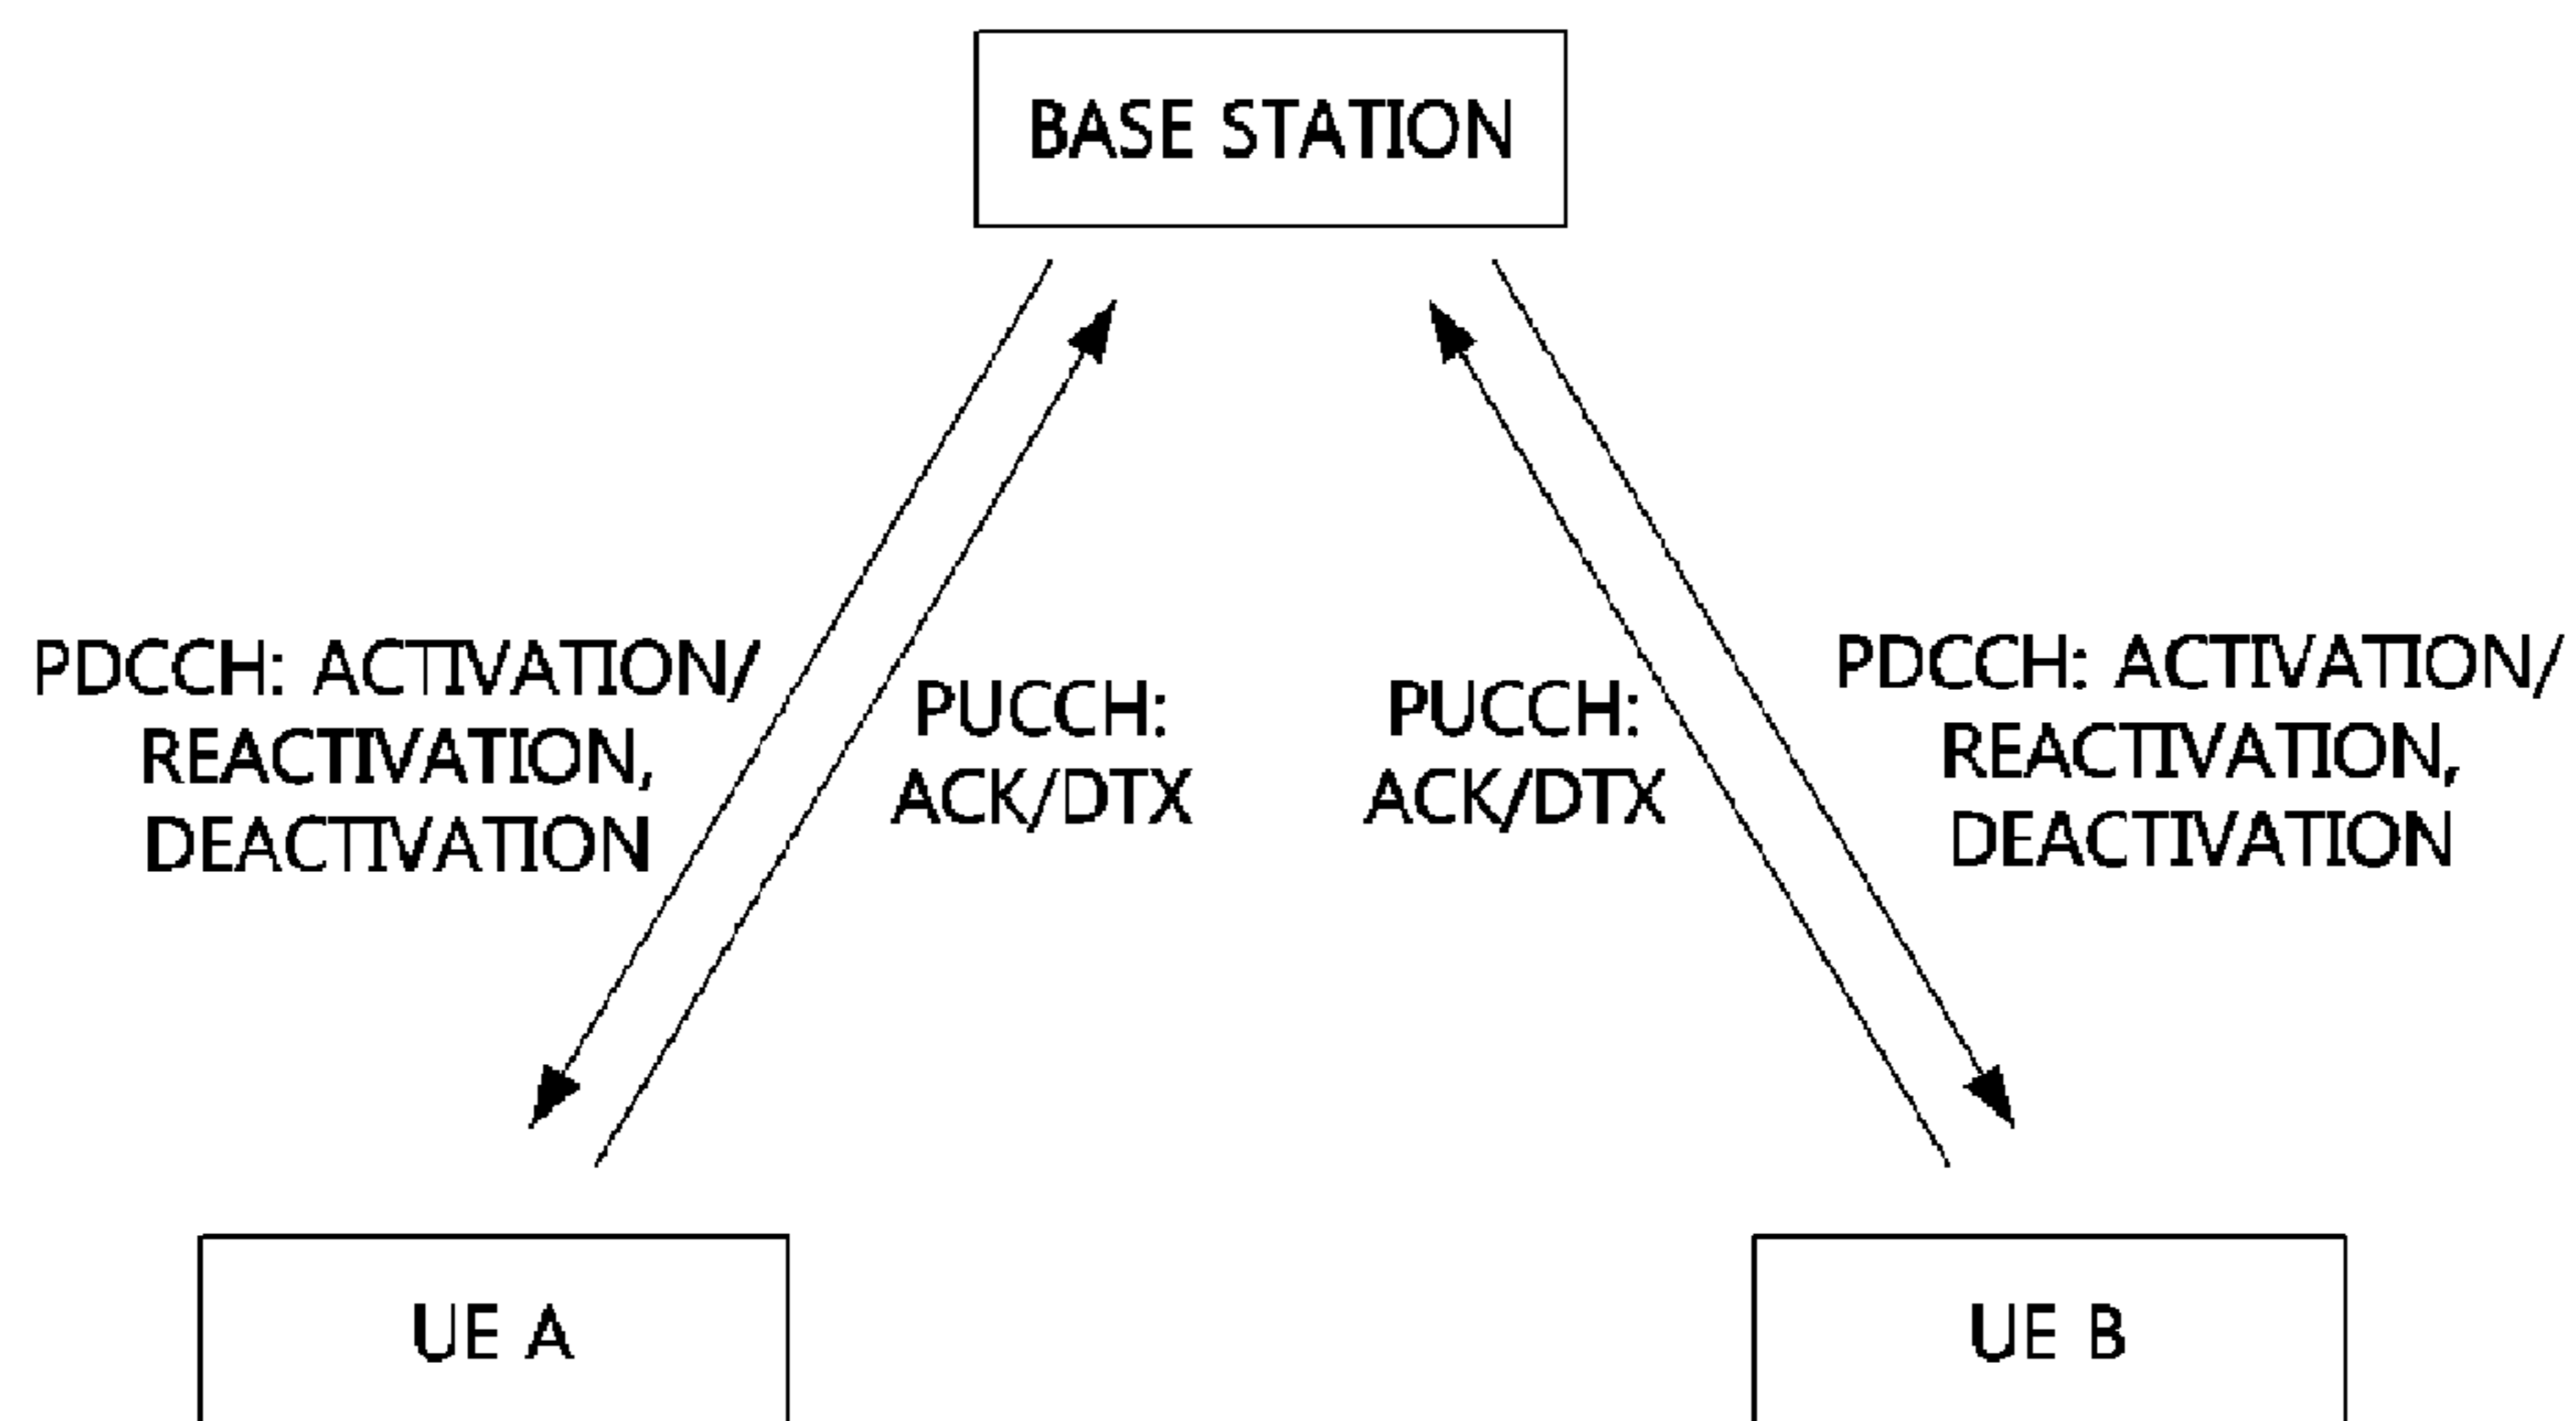 BASE STATION
PDCCH: ACTIVATION/
REACTIVATION,
DEACTIVATION
PUCCH:
ACK/DTX
PUCCH:
ACK/DTX
PDCCH: ACTIVATION/
REACTIVATION,
DEACTIVATION
UE A
UE B